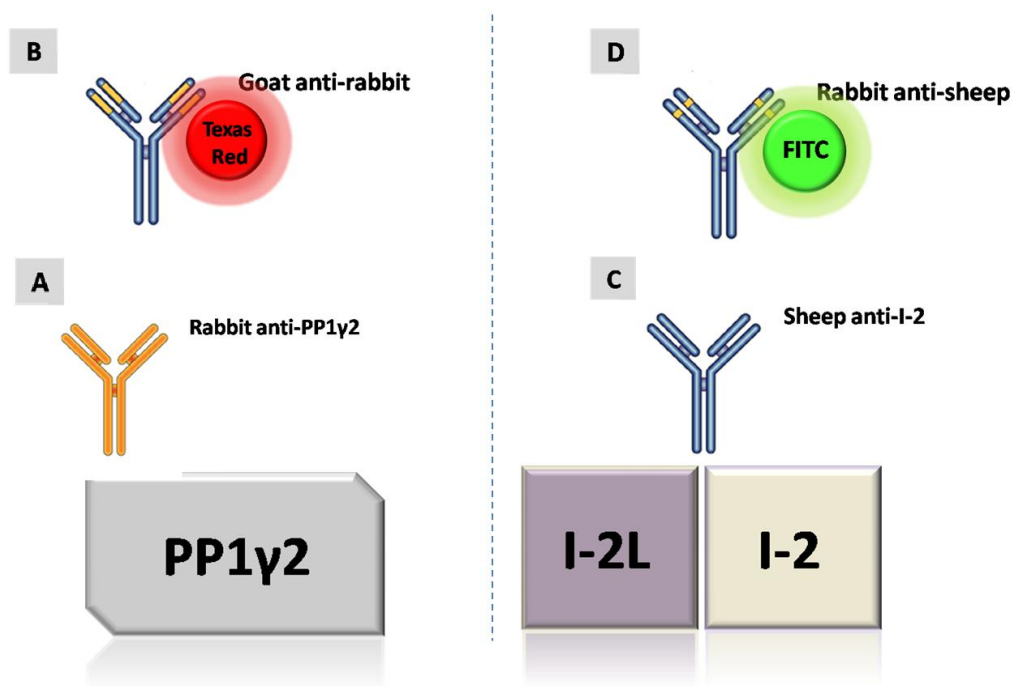 B
Goat anti-rabbit
Texas
Red
A
Rabbit anti-PP1γ2
PP1γ2
D
Rabbit anti-sheep
FITC
C
Sheep anti-I-2
I-2L
I-2